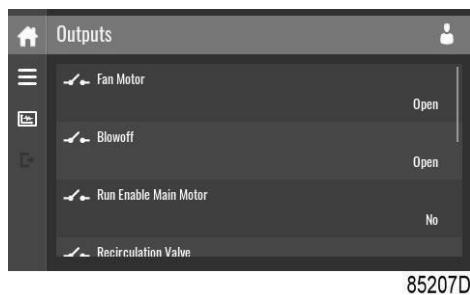 Outputs
Fan Motor
Open
Blowoff
Open
Run Enable Main Motor
No
Recirculation Valve
85207D